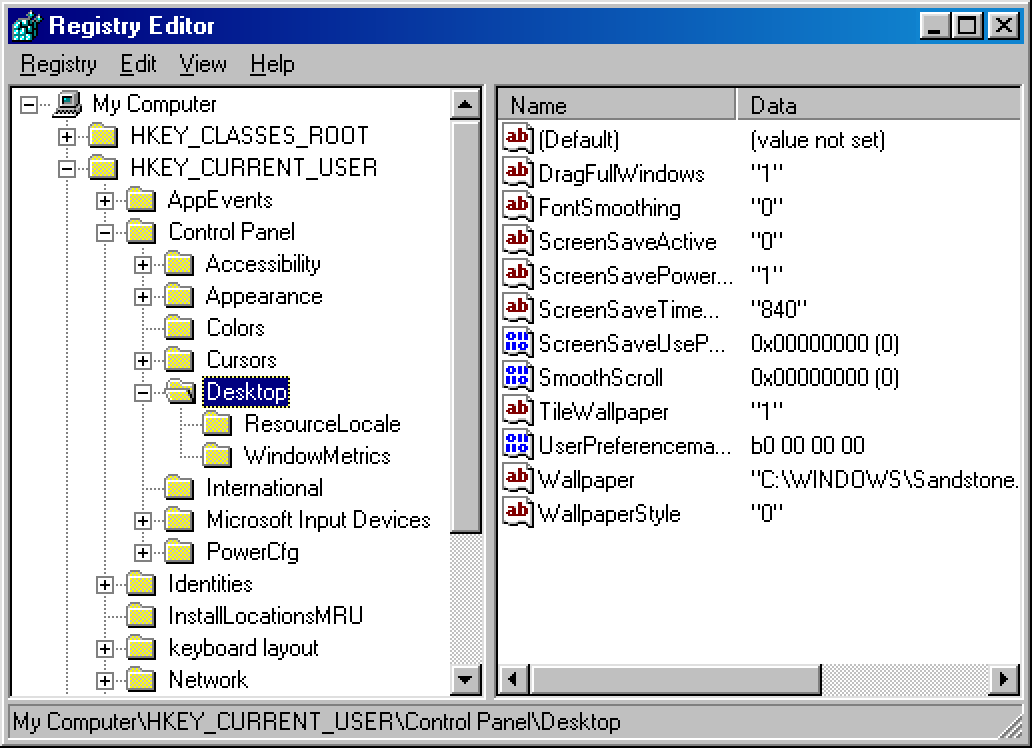 Registry Editor
Registry Edit View Help
My Computer
HKEY_CLASSES_ROOT
HKEY_CURRENT_USER
AppEvents
Control Panel
Accessibility
Appearance
Colors
Cursors
Desktop
ResourceLocale
WindowMetrics
International
Microsoft Input Devices
PowerCfg
Identities
InstallLocationsMRU
keyboard layout
Network
Name Data
(Default) (value not set)
DragFullWindows "1"
FontSmoothing "0"
ScreenSaveActive "0"
ScreenSavePower... "1"
ScreenSaveTime... "840"
ScreenSaveUseP... 0x00000000 (0)
SmoothScroll 0x00000000 (0)
TileWallpaper "1"
UserPreferencema... b0 00 00 00
Wallpaper "C:\WINDOWS\Sandstone.
WallpaperStyle "0"
My Computer\HKEY_CURRENT_USER\Control Panel\Desktop